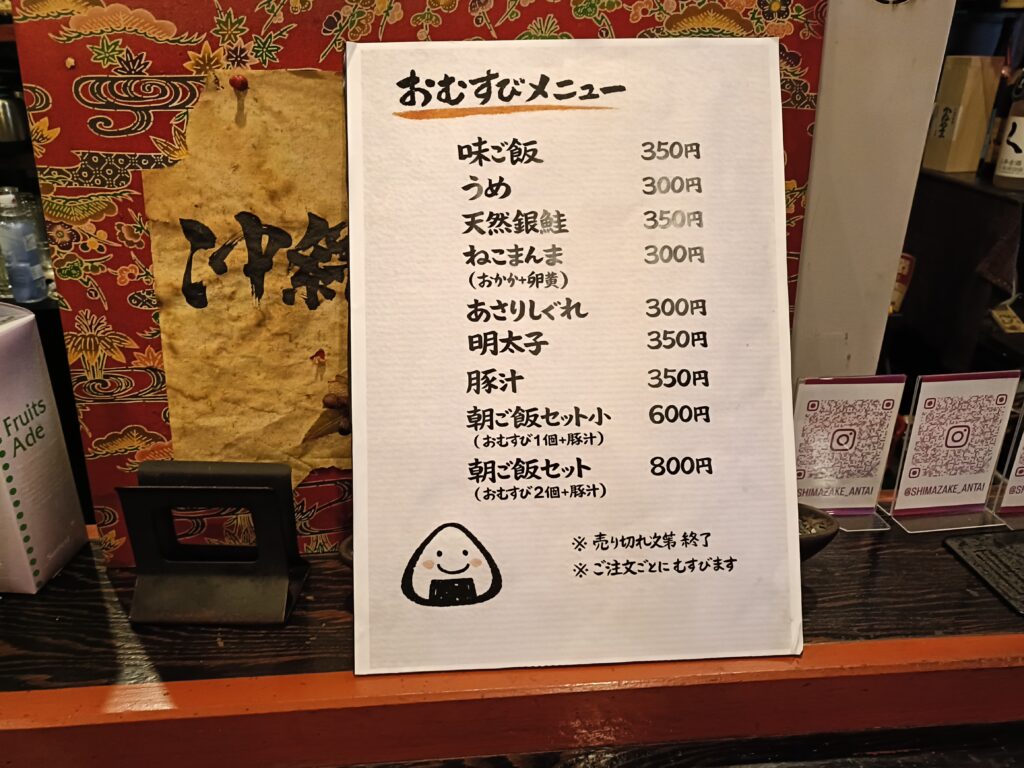 おむすびメニュー
味ご飯 350円
うめ 300円
天然銀鮭 350円
ねこまんま 300円
(おかか+卵黄)
あさりしぐれ 300円
明太子 350円
豚汁 350円
朝ご飯セット小 600円
(おむすび1個+豚汁)
朝ご飯セット 800円
(おむすび2個+豚汁)
※ 売り切れ次第 終了
※ ご注文ごとに むすびます
沖縄
Fruits
Ade
@SHIMAZAKE_ANTAI
@SHIMAZAKE_ANTAI